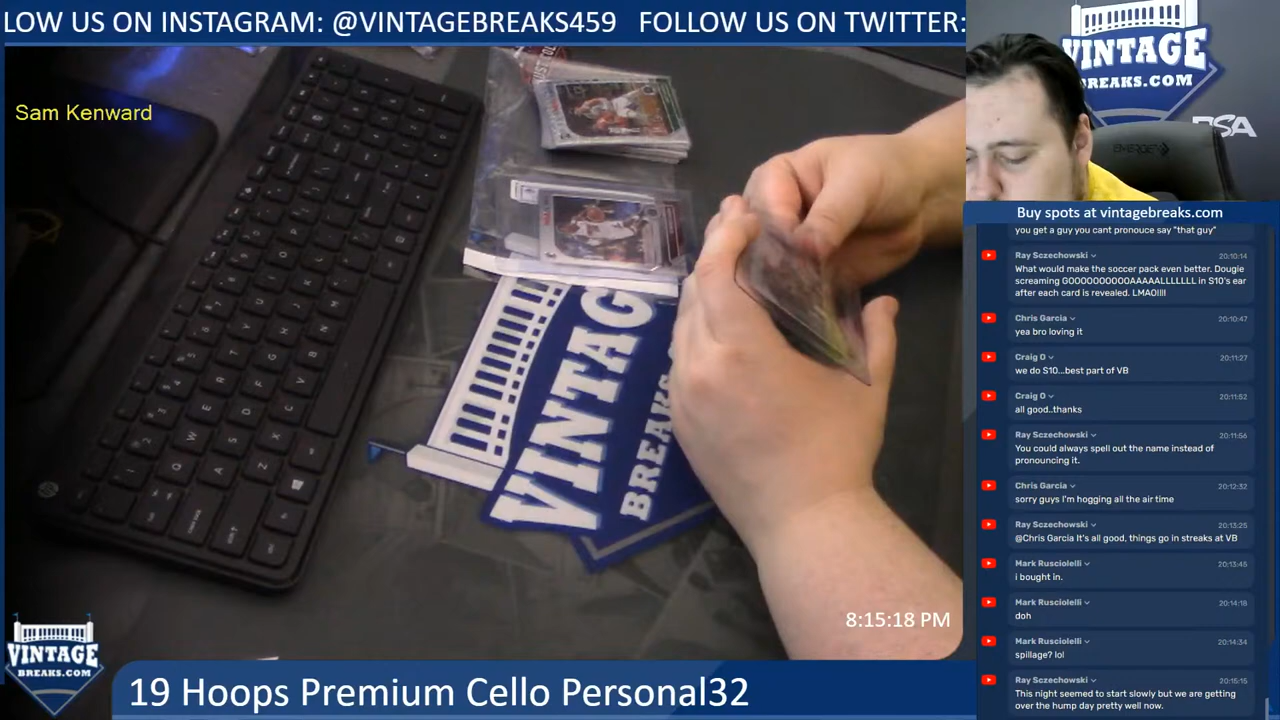 LOW US ON INSTAGRAM: @VINTAGEBREAKS459 FOLLOW US ON TWITTER:
Sam Kenward
VINTAGE
BREAKS
8:15:18 PM
VINTAGE
BREAKS.COM
19 Hoops Premium Cello Personal32
VINTAGE
BREAKS.COM
PSA
Buy spots at vintagebreaks.com
you get a guy you cant pronouce say "that guy"
Ray Sczechowski 20:10:14
What would make the soccer pack even better. Dougie
screaming GOOOOOOOOOAAAAALLLLLLL in S10's ear
after each card is revealed. LMAO!!!!
Chris Garcia 20:10:47
yea bro loving it
Craig O 20:11:27
we do S10...best part of VB
Craig O 20:11:52
all good..thanks
Ray Sczechowski 20:11:56
You could always spell out the name instead of
pronouncing it.
Chris Garcia 20:12:32
sorry guys I'm hogging all the air time
Ray Sczechowski 20:13:25
@Chris Garcia It's all good, things go in streaks at VB
Mark Rusciolelli 20:13:45
i bought in.
Mark Rusciolelli 20:14:18
doh
Mark Rusciolelli 20:14:34
spillage? lol
Ray Sczechowski 20:15:15
This night seemed to start slowly but we are getting
over the hump day pretty well now.